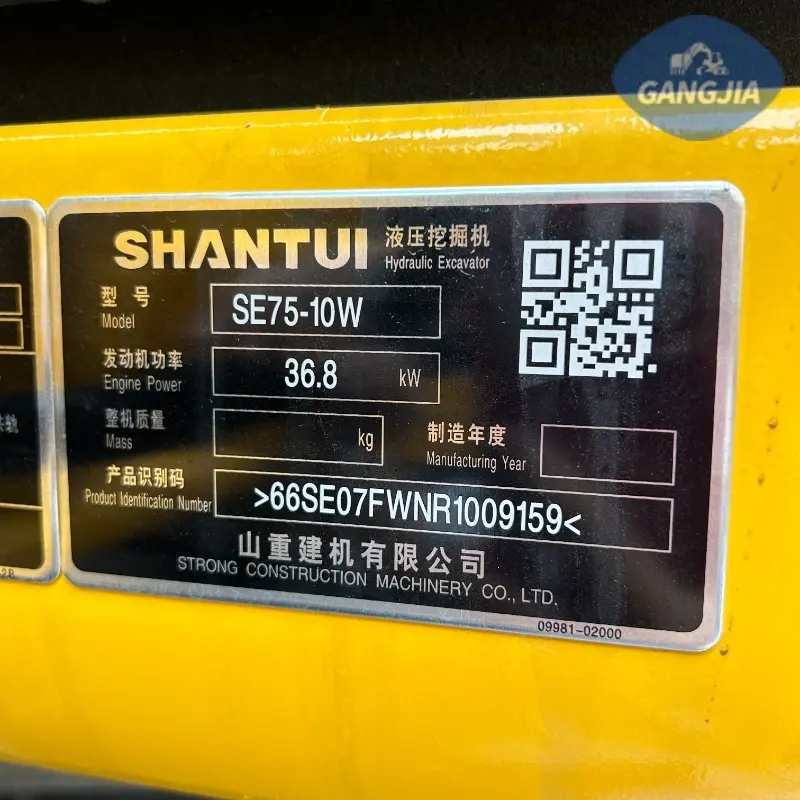 GANGJIA
SHANTUI 液压挖掘机
Hydraulic Excavator
型号 SE75-10W
Model
发动机功率 36.8 kW
Engine Power
整机质量 kg
Mass
制造年度
Manufacturing Year
产品识别码
Product Identification Number >66SE07FWNR1009159<
山重建机有限公司
STRONG CONSTRUCTION MACHINERY CO., LTD.
09981-02000